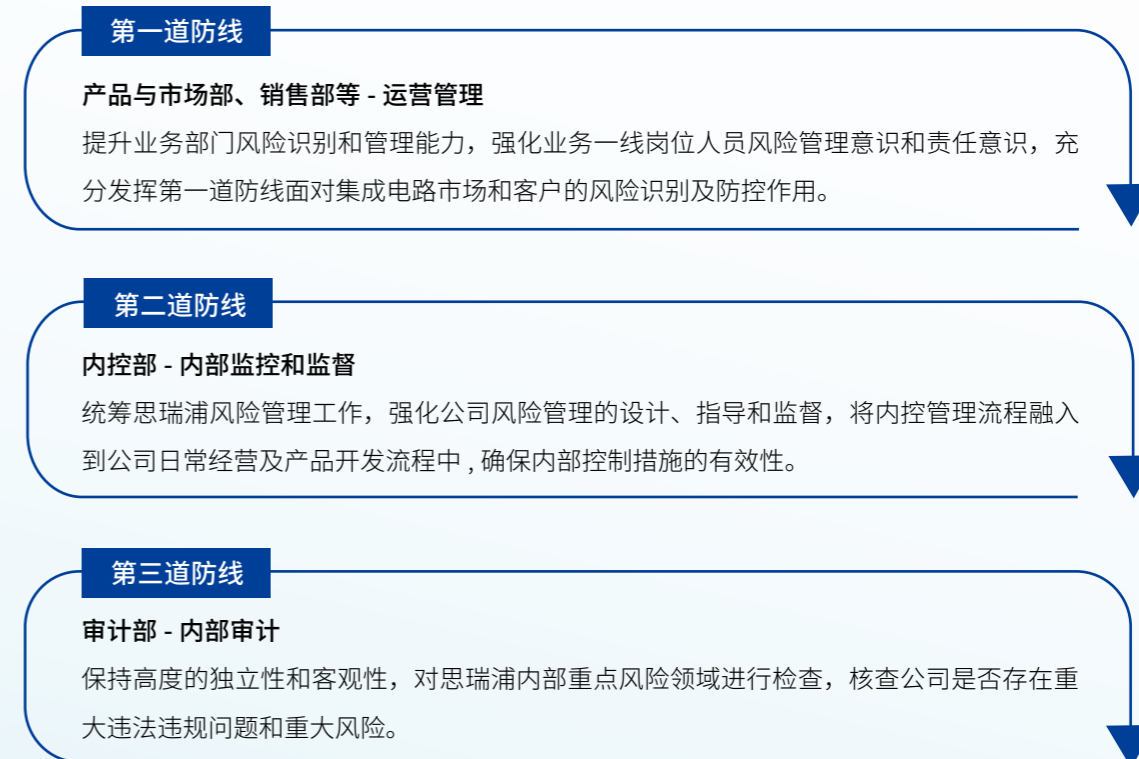 第一道防线
产品与市场部、销售部等 - 运营管理
提升业务部门风险识别和管理能力，强化业务一线岗位人员风险管理意识和责任意识，充
分发挥第一道防线面对集成电路市场和客户的风险识别及防控作用。
第二道防线
内控部 - 内部监控和监督
统筹思瑞浦风险管理工作，强化公司风险管理的设计、指导和监督，将内控管理流程融入
到公司日常经营及产品开发流程中 , 确保内部控制措施的有效性。
第三道防线
审计部 - 内部审计
保持高度的独立性和客观性，对思瑞浦内部重点风险领域进行检查，核查公司是否存在重
大违法违规问题和重大风险。